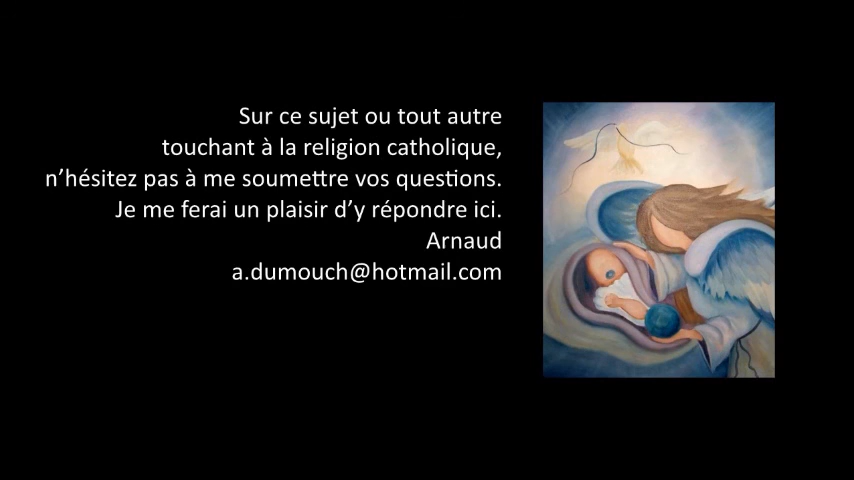 Sur ce sujet ou tout autre
touchant à la religion catholique,
n’hésitez pas à me soumettre vos questions.
Je me ferai un plaisir d’y répondre ici.
Arnaud
a.dumouch@hotmail.com